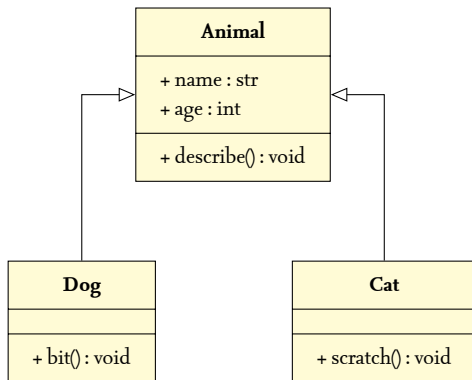 Animal
+ name : str
+ age : int
+ describe() : void
Dog
+ bit() : void
Cat
+ scratch() : void